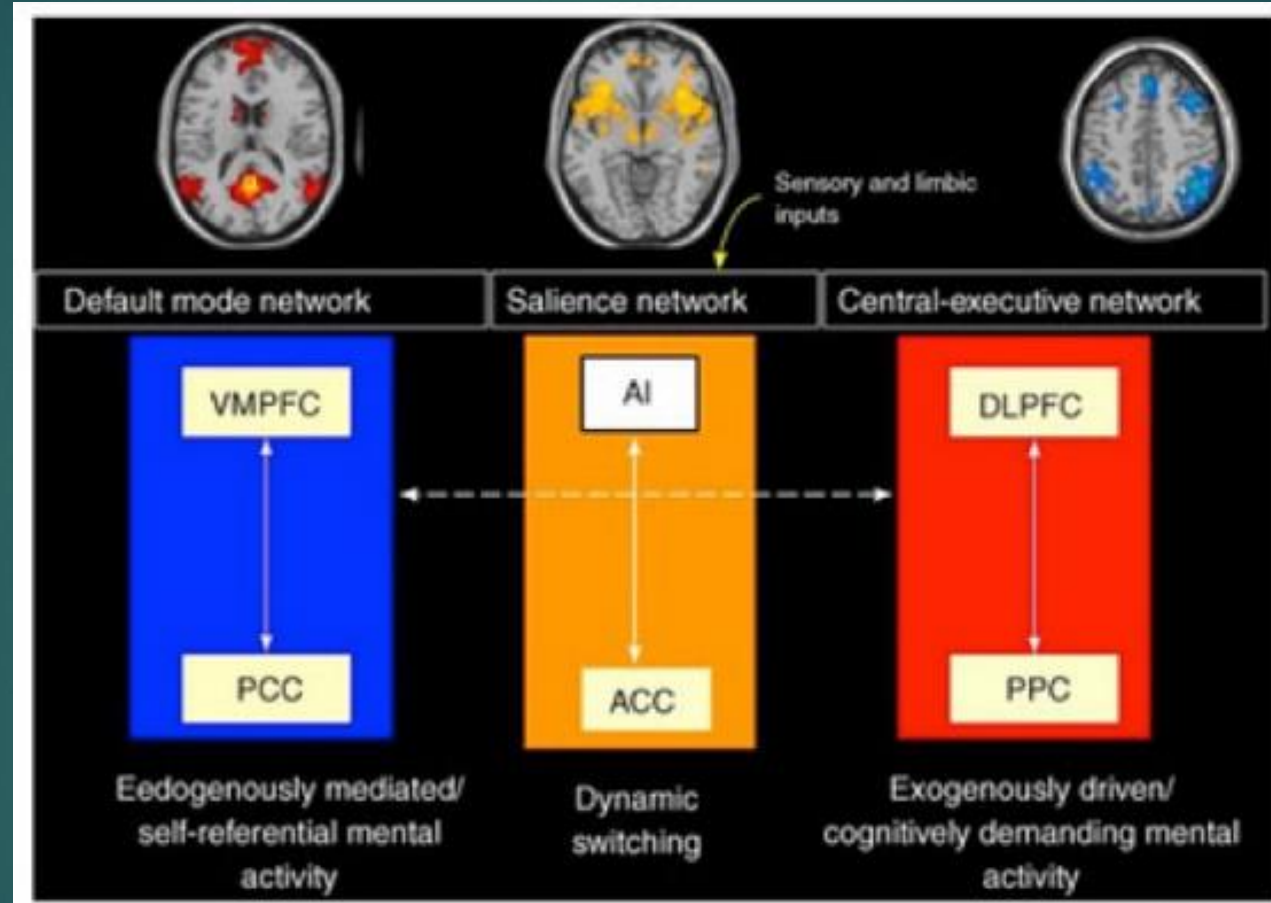 Sensory and limbic
inputs
Default mode network
Salience network
Central-executive network
VMPFC
AI
DLPFC
PCC
ACC
PPC
Eedogenously mediated/
self-referential mental
activity
Dynamic
switching
Exogenously driven/
cognitively demanding mental
activity